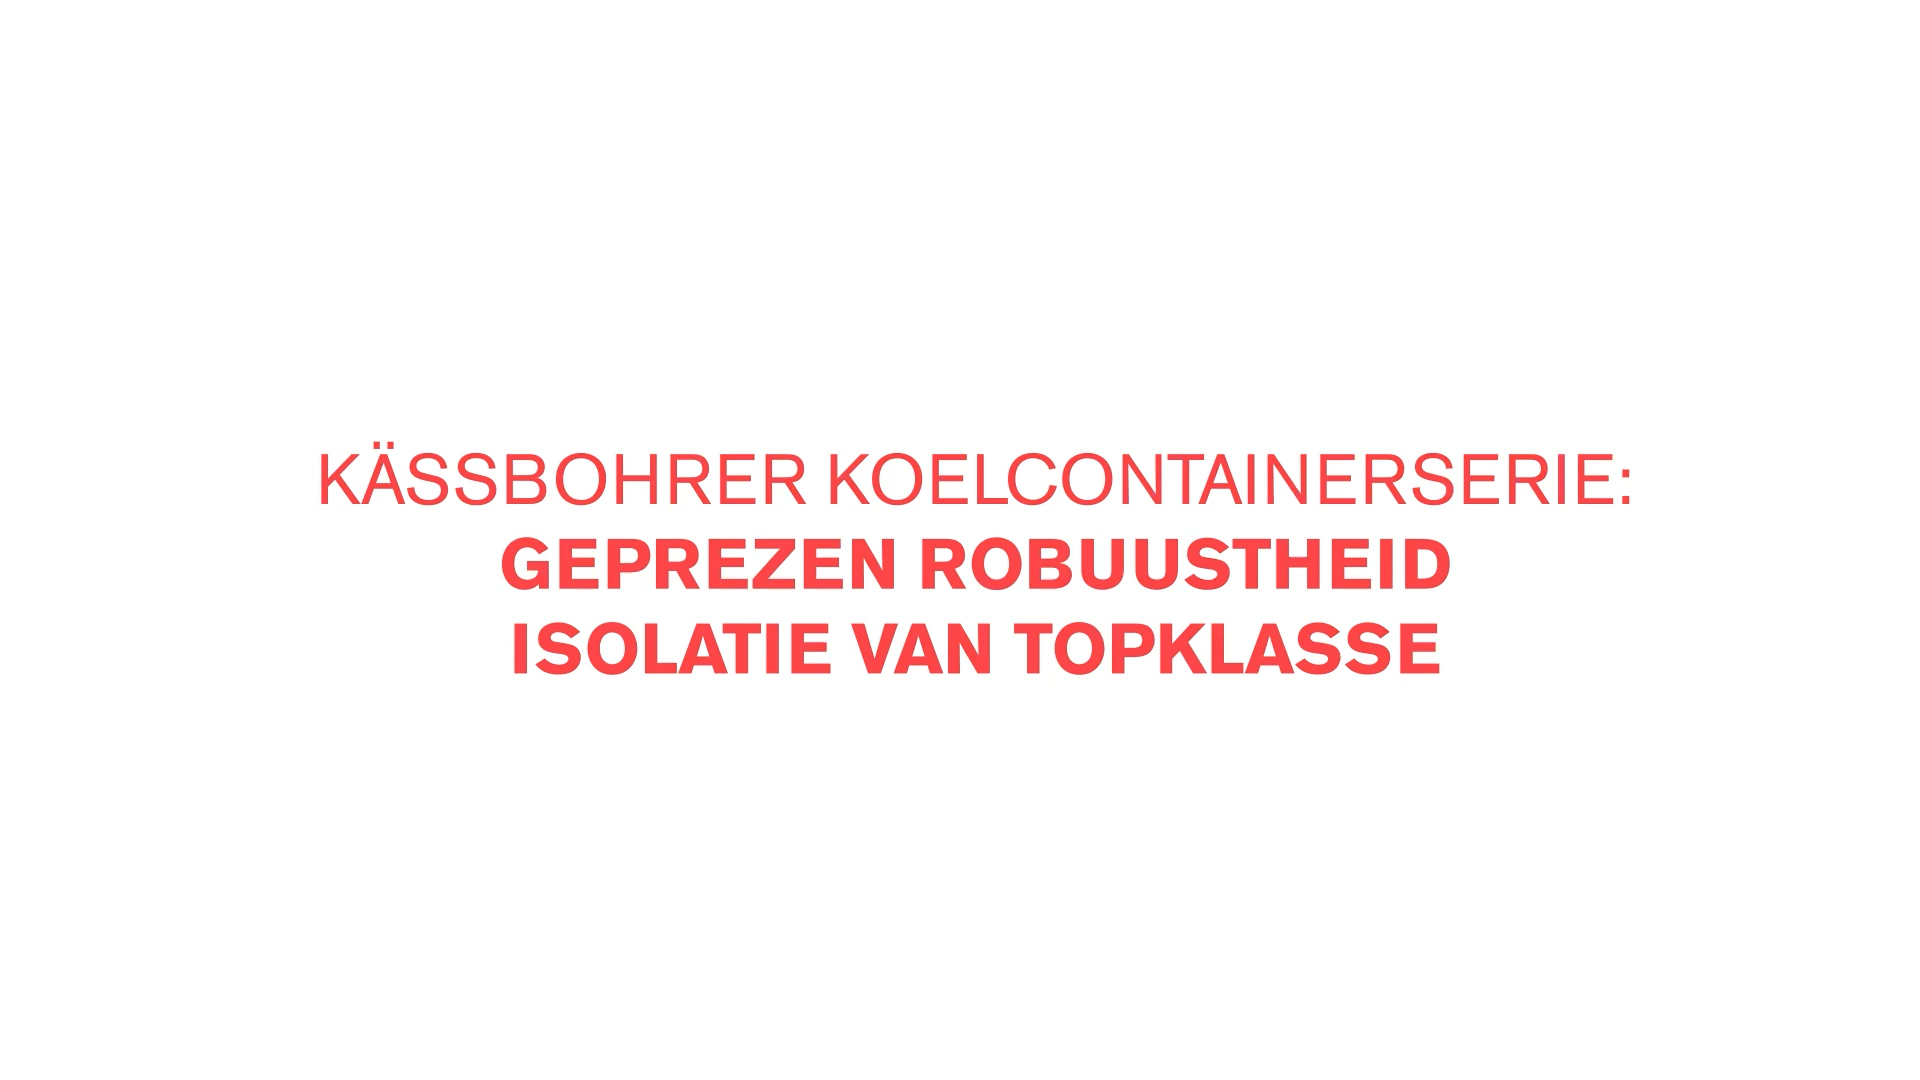 KÄSSBOHRER KOELCONTAINERSERIE:
GEPREZEN ROBUUSTHEID
ISOLATIE VAN TOPKLASSE